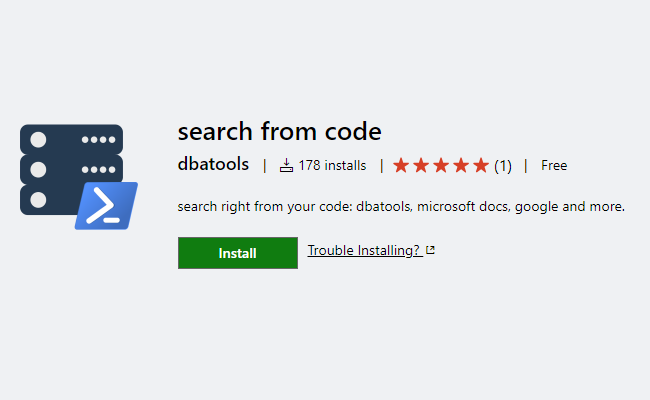 search from code
dbatools | 178 installs | (1) | Free
search right from your code: dbatools, microsoft docs, google and more.
Install Trouble Installing?